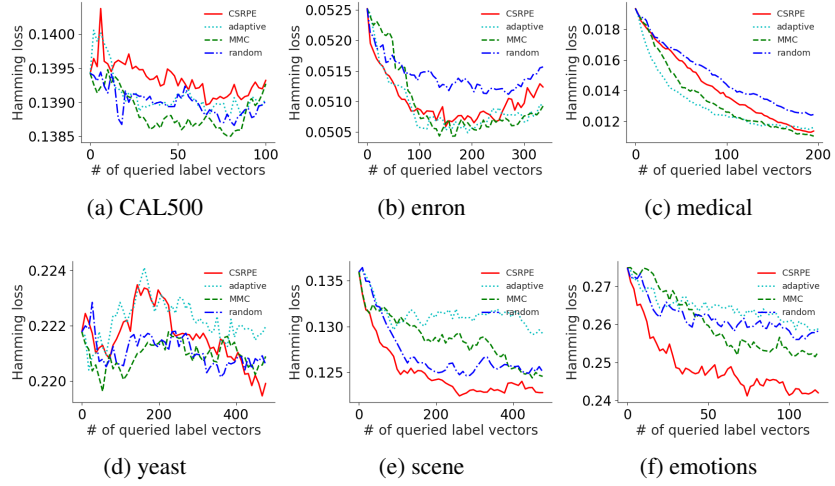 CSRPE
adaptive
MMC
random
0.1400
0.1395
0.1390
0.1385
Hamming loss
0 50 100
# of queried label vectors
(a) CAL500
CSRPE
adaptive
MMC
random
0.0525
0.0520
0.0515
0.0510
0.0505
Hamming loss
0 100 200 300
# of queried label vectors
(b) enron
CSRPE
adaptive
MMC
random
0.018
0.016
0.014
0.012
Hamming loss
0 100 200
# of queried label vectors
(c) medical
CSRPE
adaptive
MMC
random
0.224
0.222
0.220
Hamming loss
0 200 400
# of queried label vectors
(d) yeast
CSRPE
adaptive
MMC
random
0.135
0.130
0.125
Hamming loss
0 200 400
# of queried label vectors
(e) scene
CSRPE
adaptive
MMC
random
0.27
0.26
0.25
0.24
Hamming loss
0 50 100
# of queried label vectors
(f) emotions